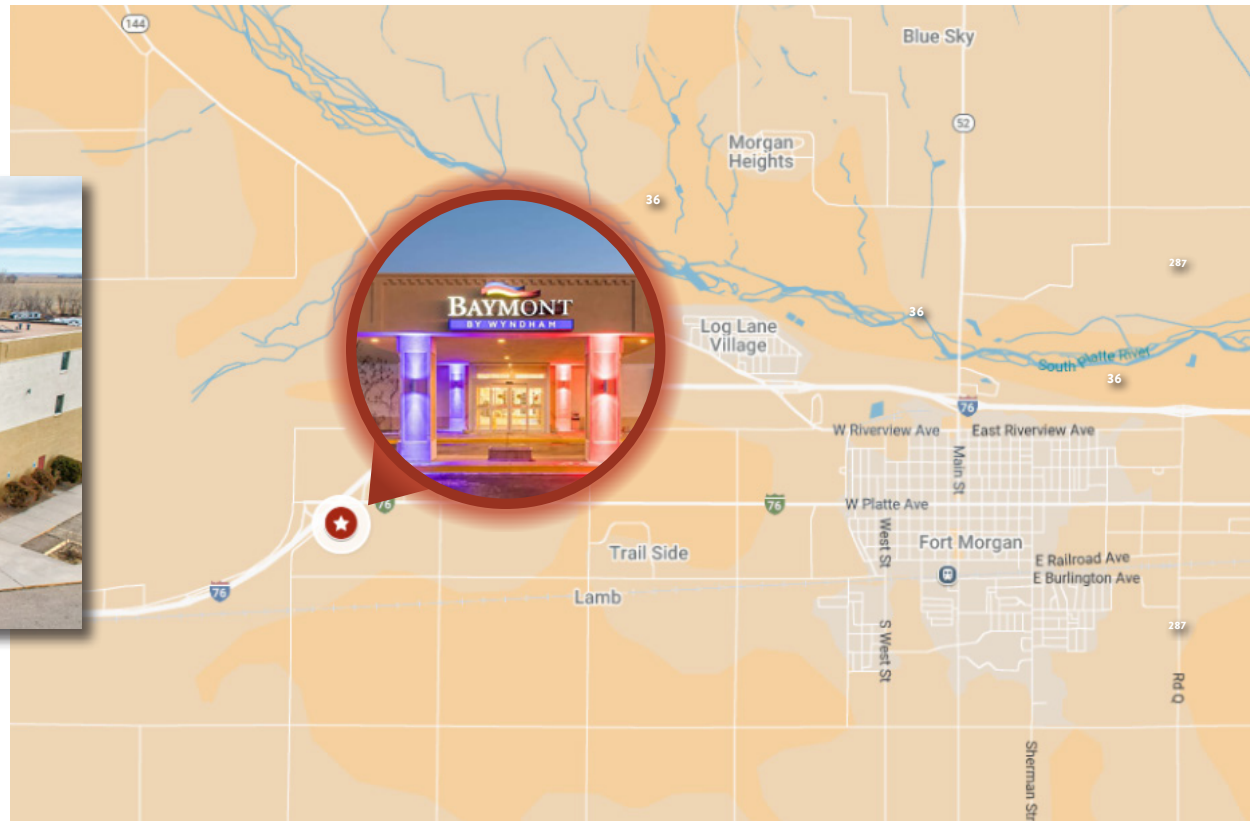 144
Blue Sky
52
Morgan
Heights
36
287
BAYMONT
BY WYNDHAM
36
Log Lane
Village
South Platte River
36
76
W Riverview Ave
East Riverview Ave
Main St
76
76
W Platte Ave
West St
Fort Morgan
Trail Side
E Railroad Ave
E Burlington Ave
76
Lamb
S West St
287
Rd Q
Sherman Str